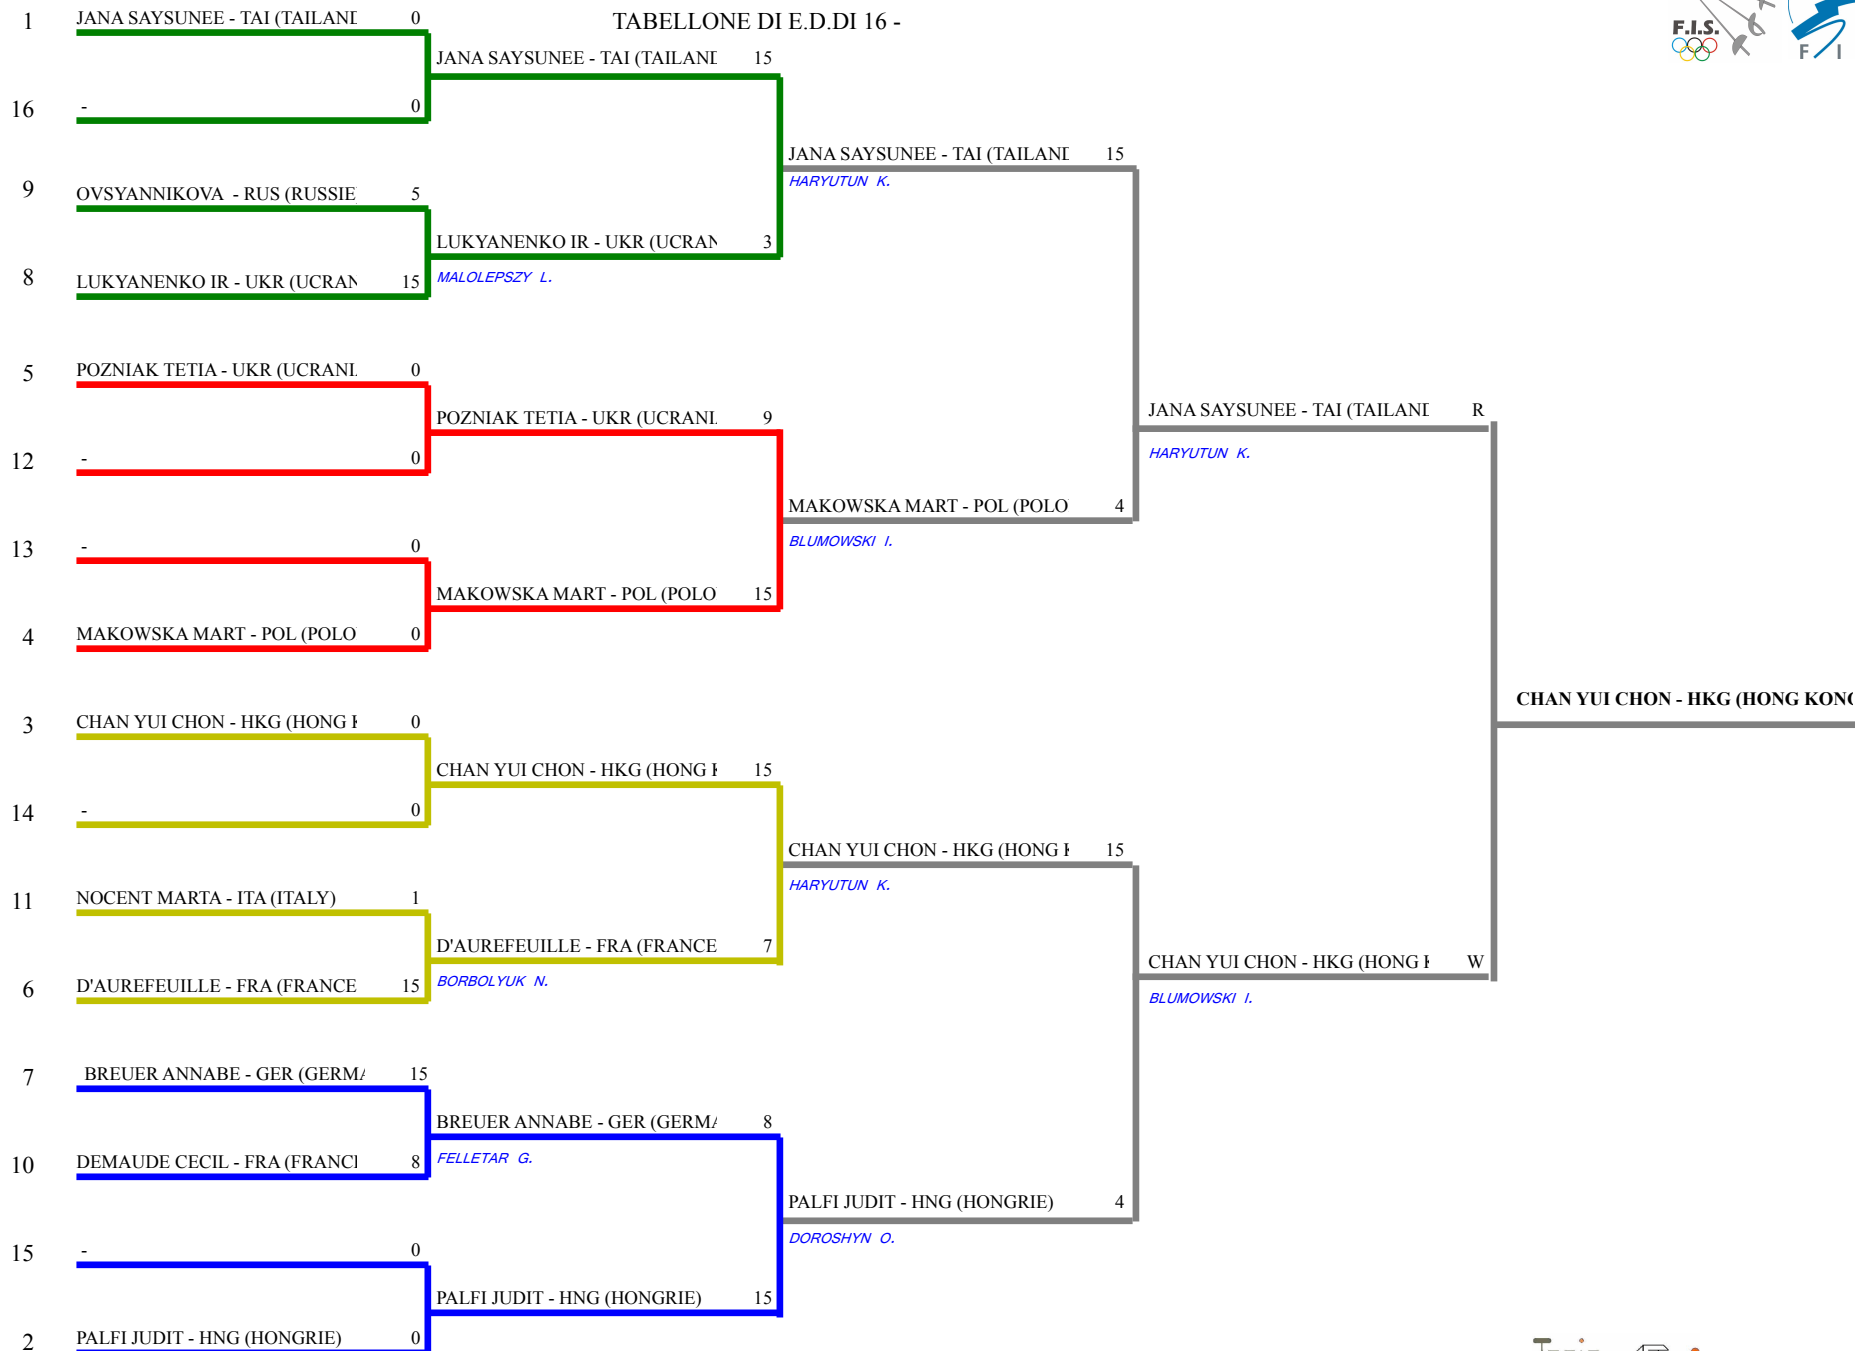 TABELLONE DI E.D.DI 16 -
F.I.S.
F I
1 JANA SAYSUNEE - TAI (TAILAND 0
JANA SAYSUNEE - TAI (TAILAND 15
16 - 0
JANA SAYSUNEE - TAI (TAILAND 15
HARYUTUN K.
9 OVSYANNIKOVA - RUS (RUSSIE) 5
LUKYANENKO IR - UKR (UCRAN 3
MALOLEPSZY L.
8 LUKYANENKO IR - UKR (UCRAN 15
5 POZNIAK TETIA - UKR (UCRANI 0
JANA SAYSUNEE - TAI (TAILAND R
POZNIAK TETIA - UKR (UCRANI 9
HARYUTUN K.
12 - 0
MAKOWSKA MART - POL (POLO 4
BLUMOWSKI I.
13 - 0
MAKOWSKA MART - POL (POLO 15
4 MAKOWSKA MART - POL (POLO 0
CHAN YUI CHON - HKG (HONG KONG
3 CHAN YUI CHON - HKG (HONG K 0
CHAN YUI CHON - HKG (HONG K 15
14 - 0
CHAN YUI CHON - HKG (HONG K 15
HARYUTUN K.
11 NOCENT MARTA - ITA (ITALY) 1
D'AUREFEUILLE - FRA (FRANCE 7
CHAN YUI CHON - HKG (HONG K W
BORBOLYUK N.
6 D'AUREFEUILLE - FRA (FRANCE 15
BLUMOWSKI I.
7 BREUER ANNABE - GER (GERMA 15
BREUER ANNABE - GER (GERMA 8
FELLETAR G.
10 DEMAUDE CECIL - FRA (FRANCI 8
PALFI JUDIT - HNG (HONGRIE) 4
DOROSHYN O.
15 - 0
PALFI JUDIT - HNG (HONGRIE) 15
2 PALFI JUDIT - HNG (HONGRIE) 0